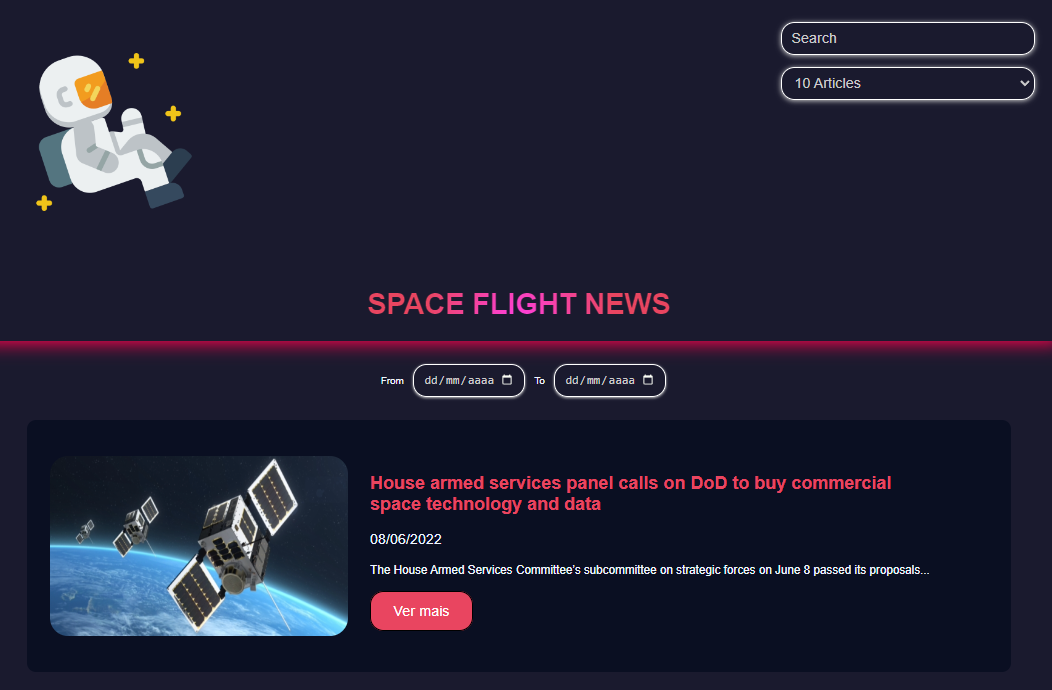 Search
10 Articles
SPACE FLIGHT NEWS
From dd/mm/aaaa To dd/mm/aaaa
House armed services panel calls on DoD to buy commercial
space technology and data
08/06/2022
The House Armed Services Committee's subcommittee on strategic forces on June 8 passed its proposals...
Ver mais